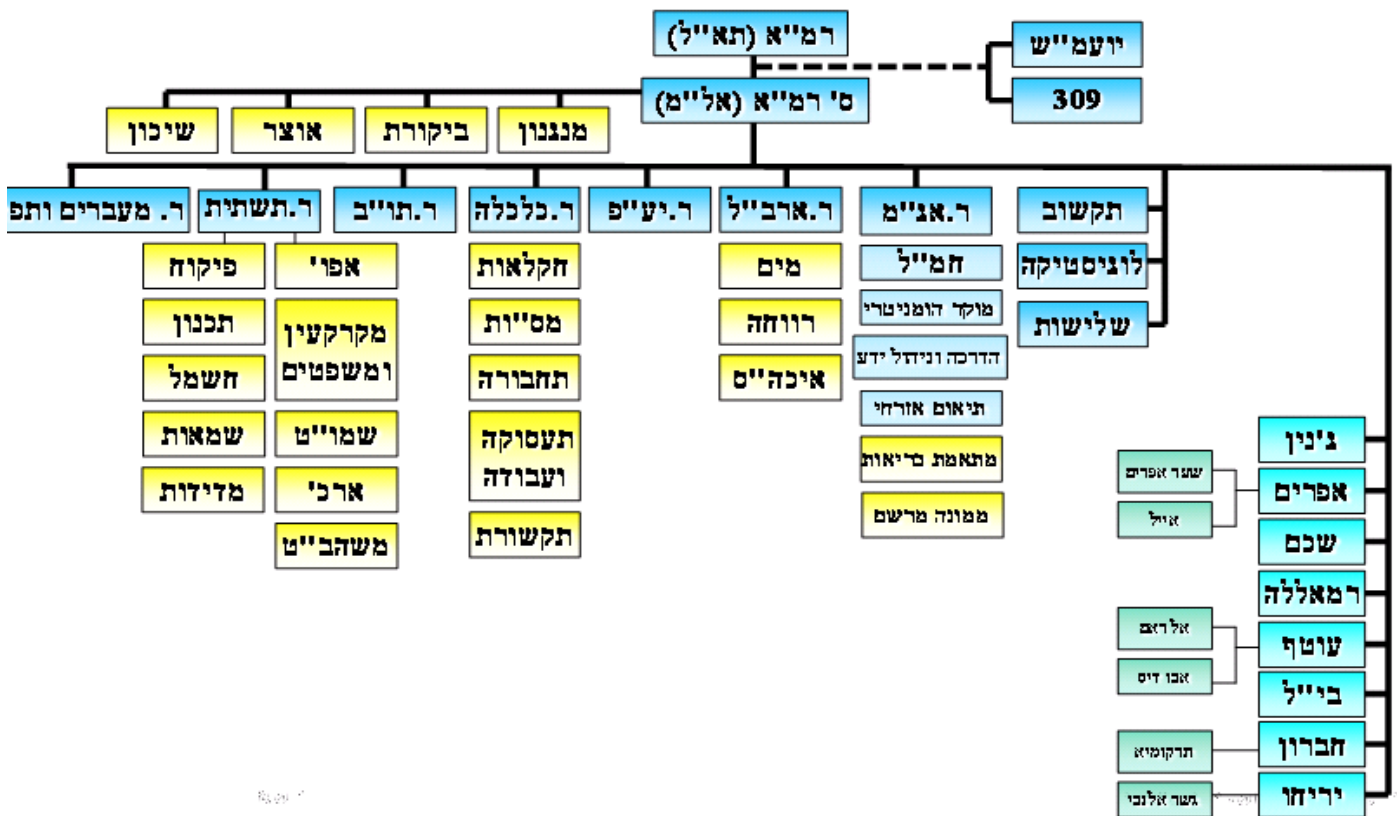 רמ"א (תא"ל)
יועמ"ש
309
ס' רמ"א (אל"מ)
מנגנון
ביקורת
אוצר
שיכון
תקשוב
לוגיסטיקה
שלישות
ר.אג"מ
חמ"ל
מוקד הומניטרי
הדרכה וניהול ידע
תיאום אזרחי
מתאמת בריאות
ממונה מרשם
ר.ארב"ל
מים
רווחה
איכה"ס
ר.יע"פ
ר.כלכלה
חקלאות
מס"ות
תחבורה
תעסוקה
ועבודה
תקשורת
ר.תו"ב
ר.תשתית
אפו'
מקרקעין
ומשפטים
שמו"ט
ארכ'
משהב"ט
פיקוח
תכנון
חשמל
שמאות
מדידות
ר. מעברים ותפ
ג'נין
אפרים
שער אפרים
אייל
שכם
רמאללה
עוטף
אל ראם
אבו דיס
בי"ל
חברון
תרקומיא
יריחו
גשר אלנבי